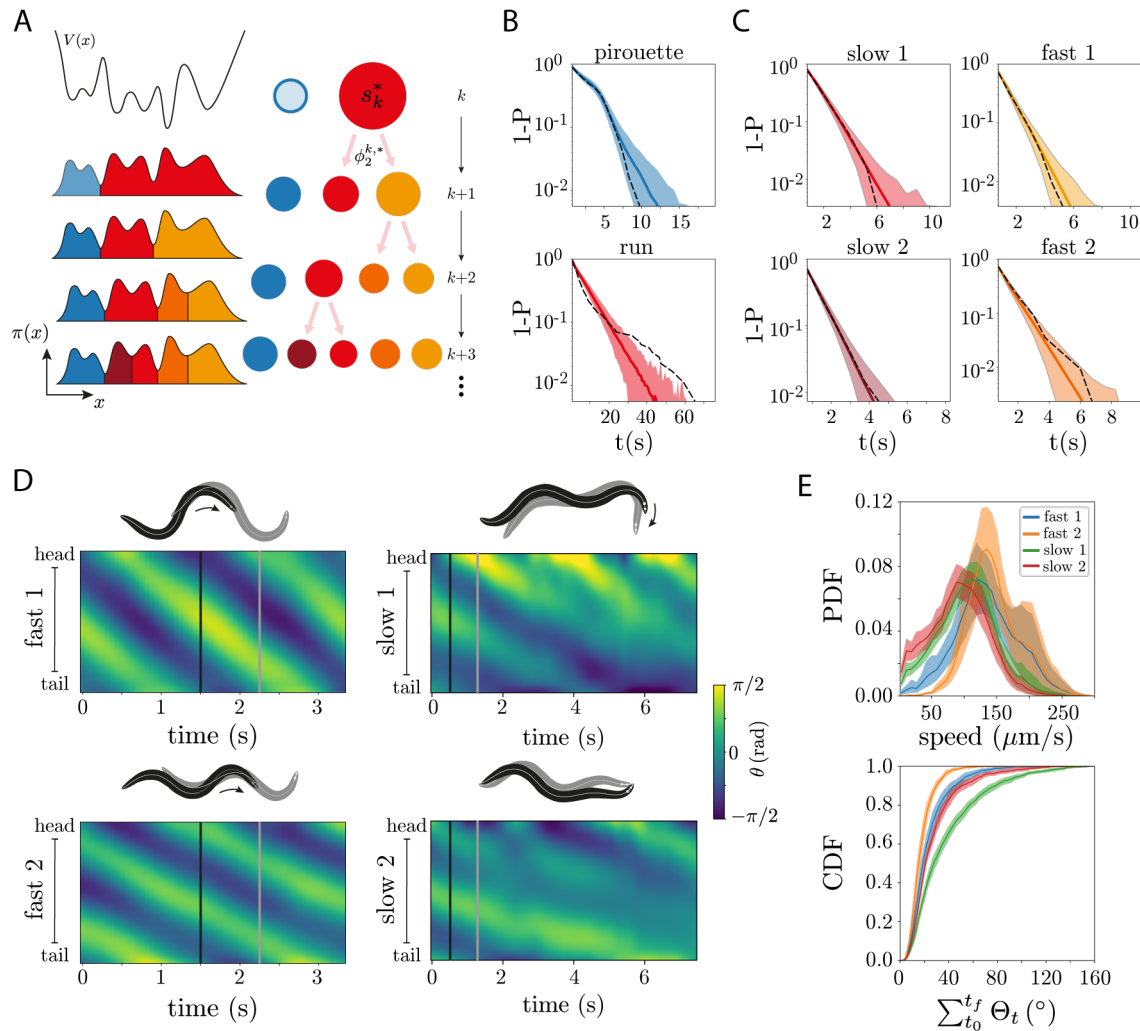 A
V(x)
s*_k
k
ϕ_2^{k,*}
k+1
k+2
k+3
π(x)
x
B
pirouette
1-P
10^0
10^-1
10^-2
5 10 15
run
1-P
10^0
10^-1
10^-2
20 40 60
t(s)
C
slow 1
1-P
10^0
10^-1
10^-2
2 6 10
fast 1
10^0
10^-1
10^-2
2 6 10
slow 2
1-P
10^0
10^-1
10^-2
2 4 6 8
t(s)
fast 2
10^0
10^-1
10^-2
2 4 6 8
t(s)
D
head
fast 1
tail
0 1 2 3
time (s)
head
slow 1
tail
0 2 4 6
time (s)
π/2
0
−π/2
θ (rad)
head
fast 2
tail
0 1 2 3
time (s)
head
slow 2
tail
0 2 4 6
time (s)
E
PDF
0.12
0.08
0.04
0.00
fast 1
fast 2
slow 1
slow 2
50 150 250
speed (μm/s)
CDF
1.0
0.8
0.6
0.4
0.2
0.0
0 40 80 120 160
∑_{t_0}^{t_f} Θ_t (°)